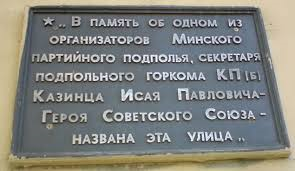 ★„ В память об одном из
организаторов Минского
партийного подполья, секретаря
подпольного горкома КП(б)
Казинца Исая Павловича-
Героя Советского Союза-
названа эта улица „